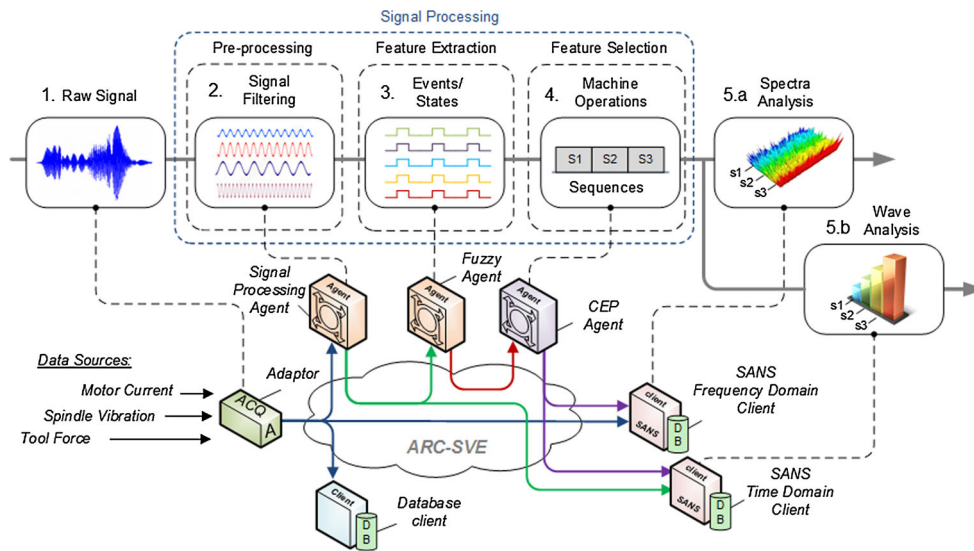 Signal Processing
Pre-processing
Feature Extraction
Feature Selection
1. Raw Signal
2. Signal
Filtering
3. Events/
States
4. Machine
Operations
5.a Spectra
Analysis
S1 S2 S3
Sequences
s1
s2
s3
5.b Wave
Analysis
s1
s2
s3
Signal
Processing
Agent
Agent
Fuzzy
Agent
Agent
Agent
CEP
Agent
Data Sources:
Motor Current
Spindle Vibration
Tool Force
Adaptor
ACQ
A
ARC-SVE
client
SANS
D
B
SANS
Frequency Domain
Client
client
SANS
D
B
SANS
Time Domain
Client
Client
D
B
Database
client